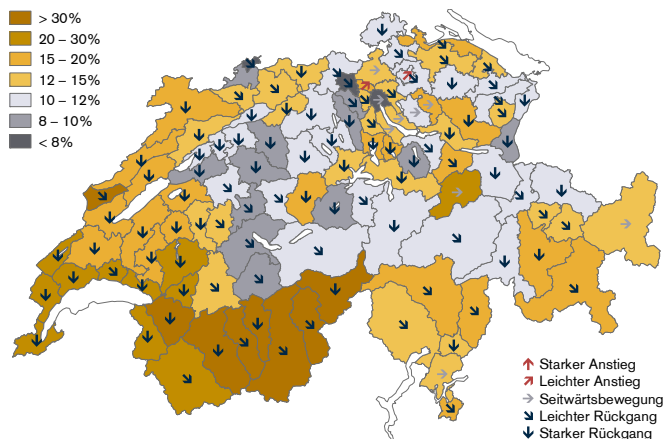 > 30%
20 – 30%
15 – 20%
12 – 15%
10 – 12%
8 – 10%
< 8%
Starker Anstieg
Leichter Anstieg
Seitwärtsbewegung
Leichter Rückgang
Starker Rückgang